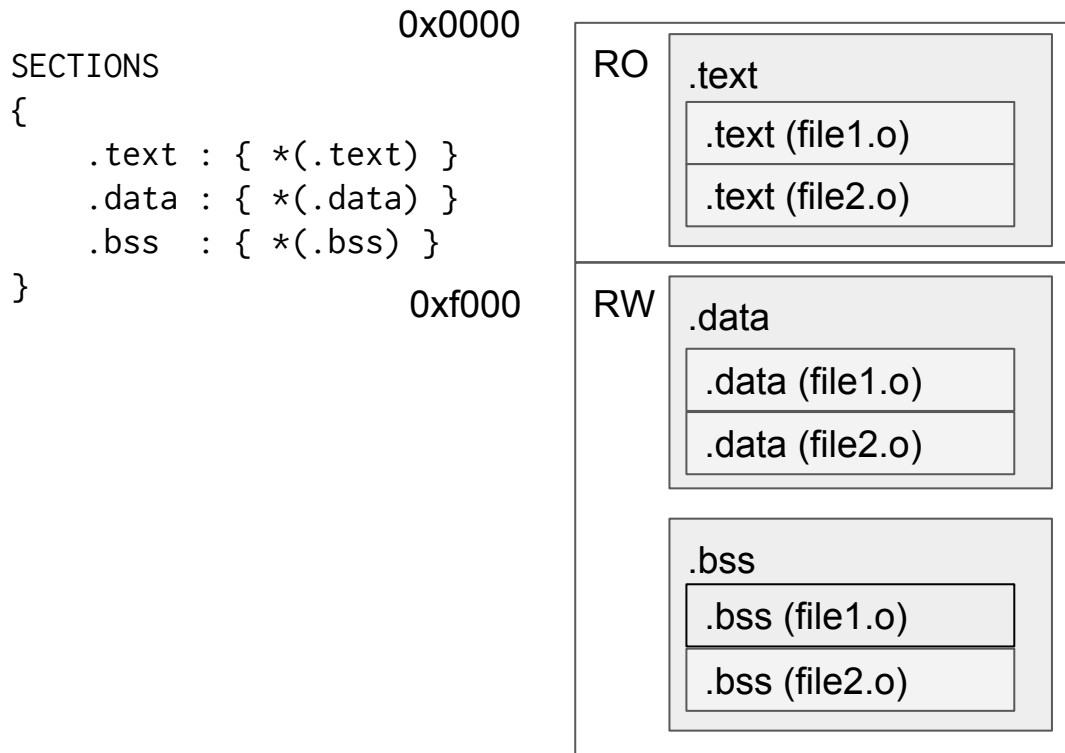 0x0000
SECTIONS
{
    .text : { *(.text) }
    .data : { *(.data) }
    .bss  : { *(.bss) }
}
0xf000
RO
.text
.text (file1.o)
.text (file2.o)
RW
.data
.data (file1.o)
.data (file2.o)
.bss
.bss (file1.o)
.bss (file2.o)